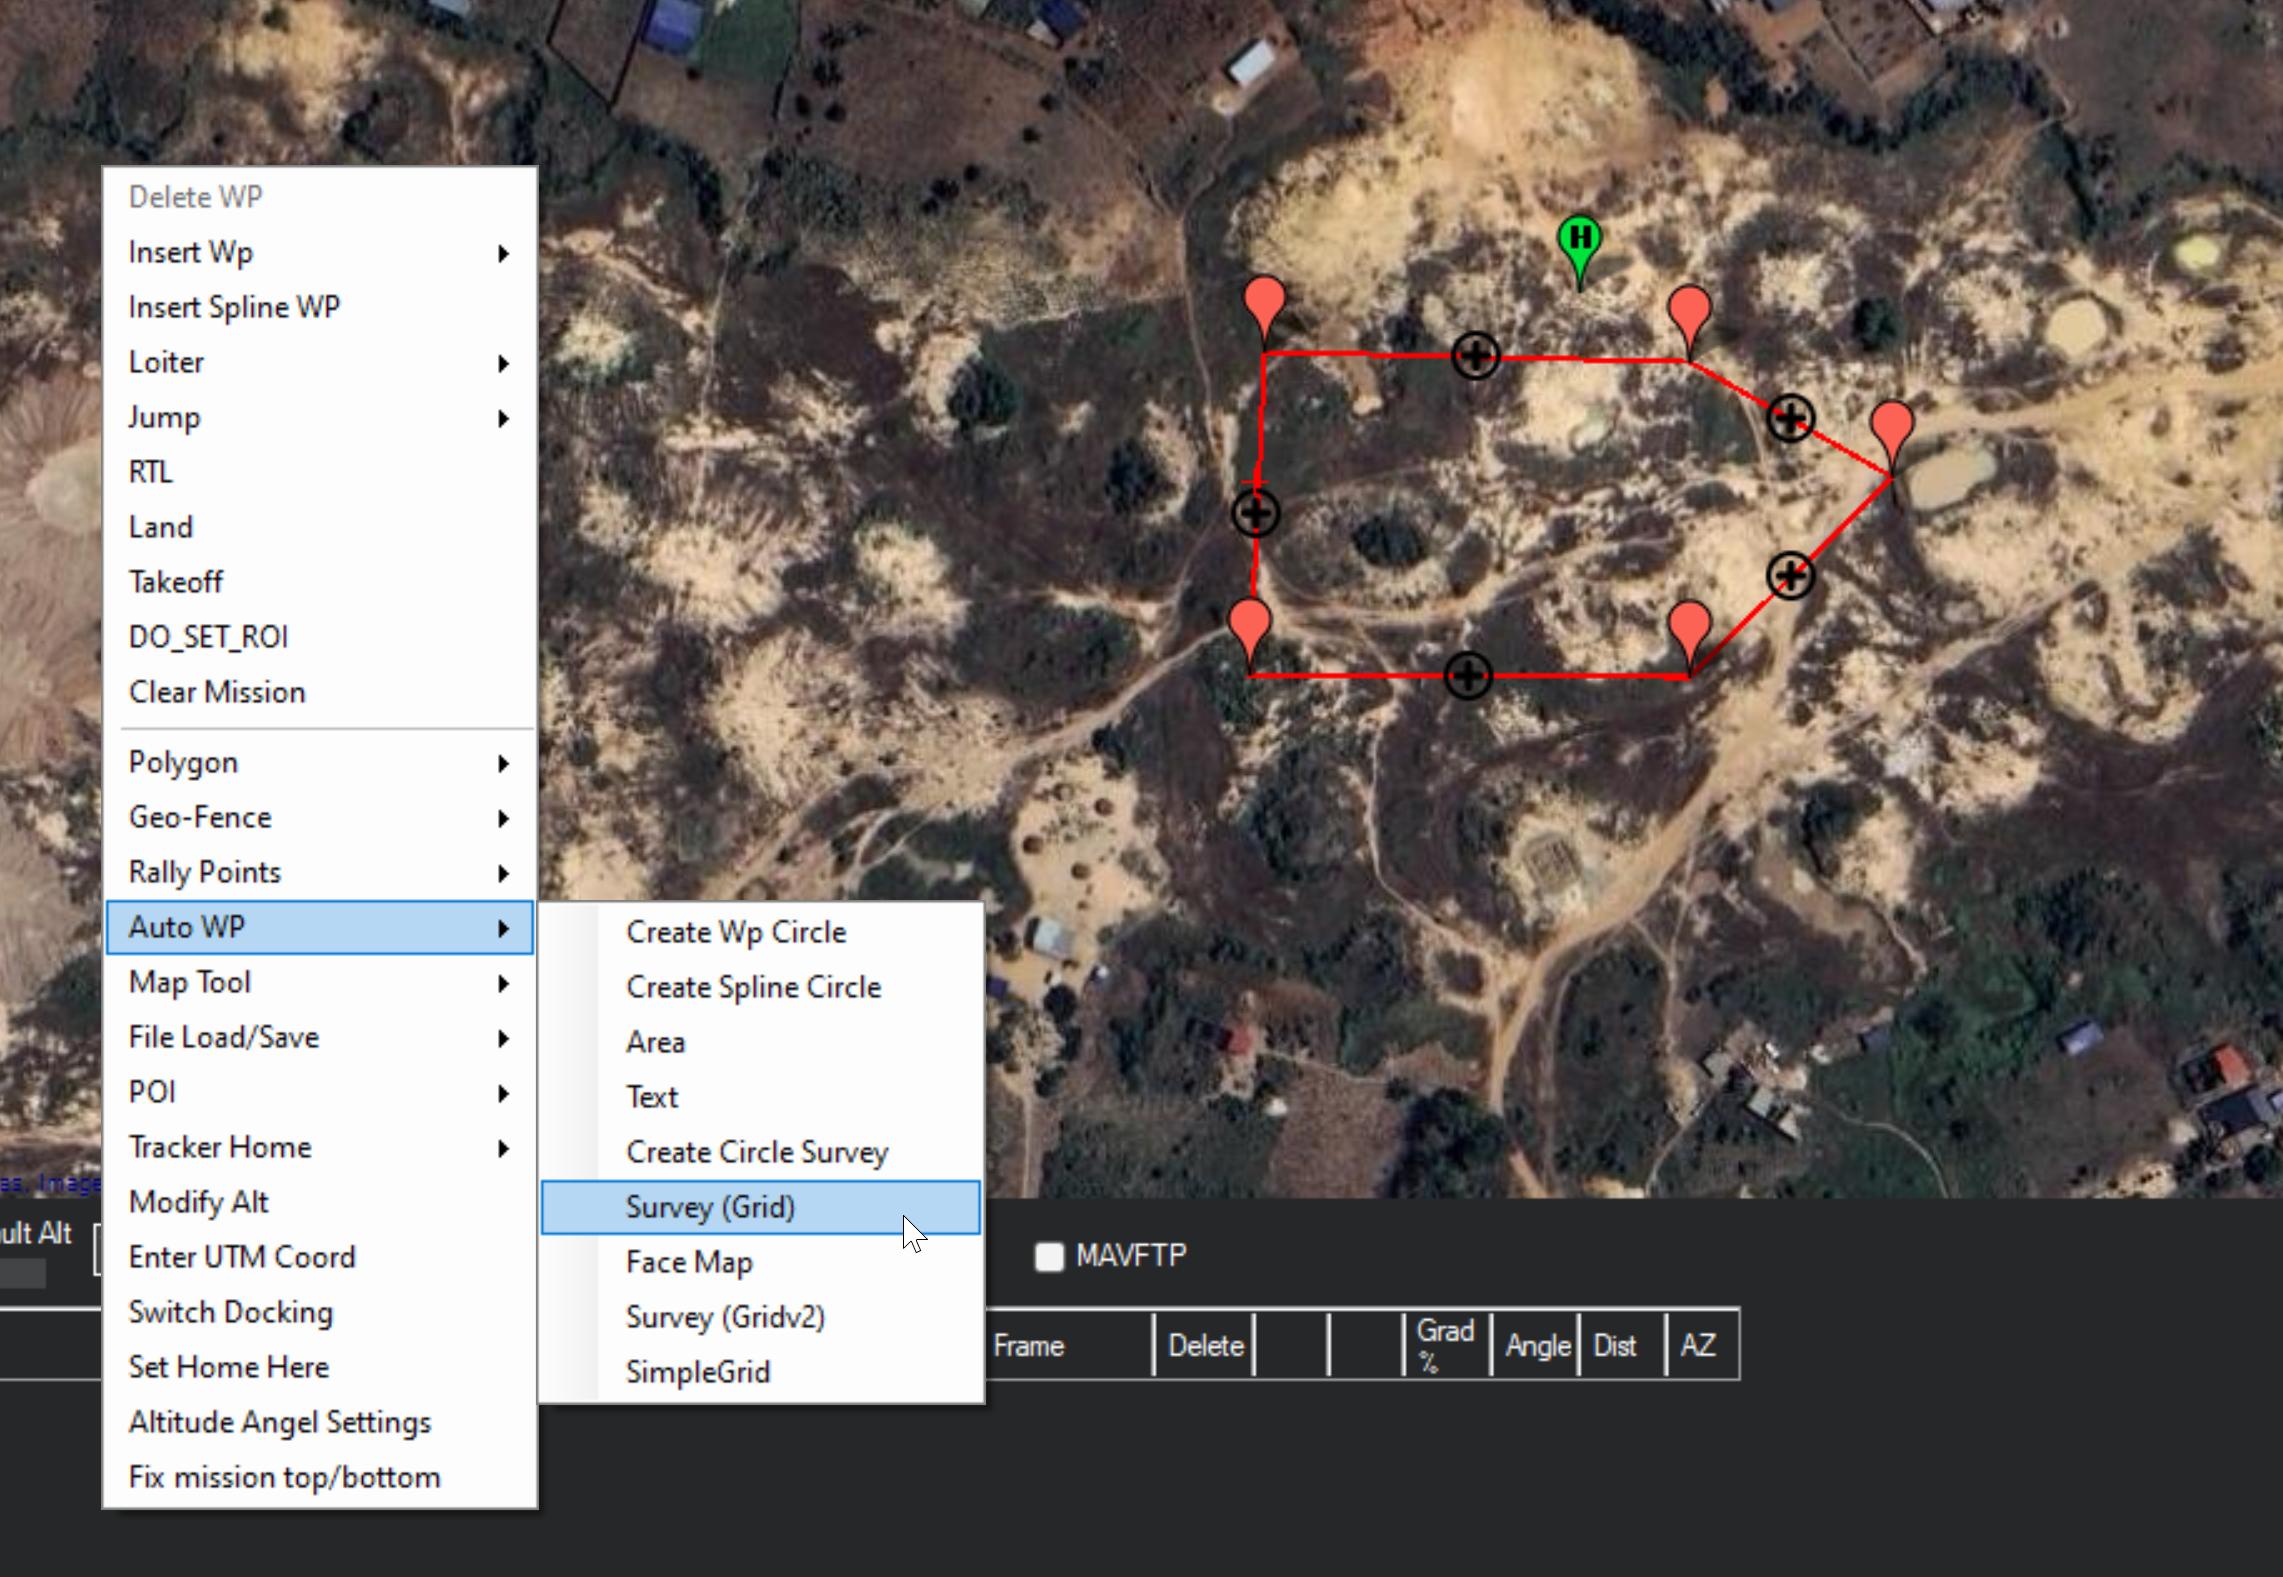 Delete WP
Insert Wp
Insert Spline WP
Loiter
Jump
RTL
Land
Takeoff
DO_SET_ROI
Clear Mission
Polygon
Geo-Fence
Rally Points
Auto WP
Map Tool
File Load/Save
POI
Tracker Home
Modify Alt
Enter UTM Coord
Switch Docking
Set Home Here
Altitude Angel Settings
Fix mission top/bottom
Create Wp Circle
Create Spline Circle
Area
Text
Create Circle Survey
Survey (Grid)
Face Map
Survey (Gridv2)
SimpleGrid
H
Alt
MAVFTP
Frame
Delete
Grad %
Angle
Dist
AZ